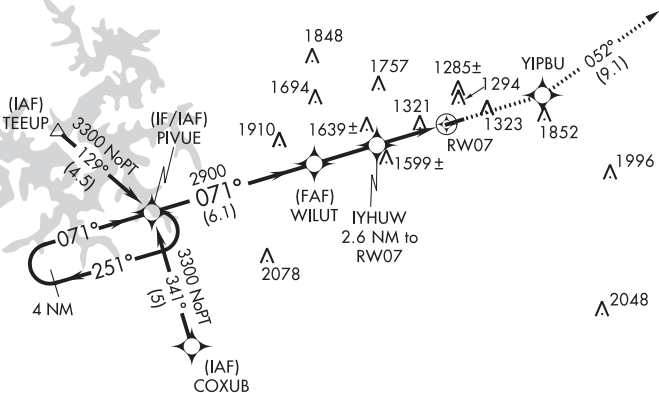 1848
YIPBU
052°
(9.1)
1757
1285±
1694
1294
(IAF)
TEEUP
3300 NoPT
129°
(4.5)
(IF/IAF)
PIVUE
1910
1639±
1321
1323
1852
RW07
1599±
1996
2900
071°
(6.1)
(FAF)
WILUT
IYHUW
2.6 NM to
RW07
071°
251°
4 NM
3300 NoPT
341°
(5)
2078
2048
(IAF)
COXUB